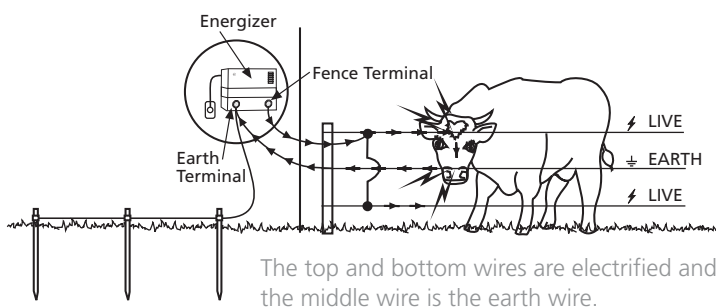 Energizer
Fence Terminal
Earth
Terminal
LIVE
EARTH
LIVE
The top and bottom wires are electrified and
the middle wire is the earth wire.